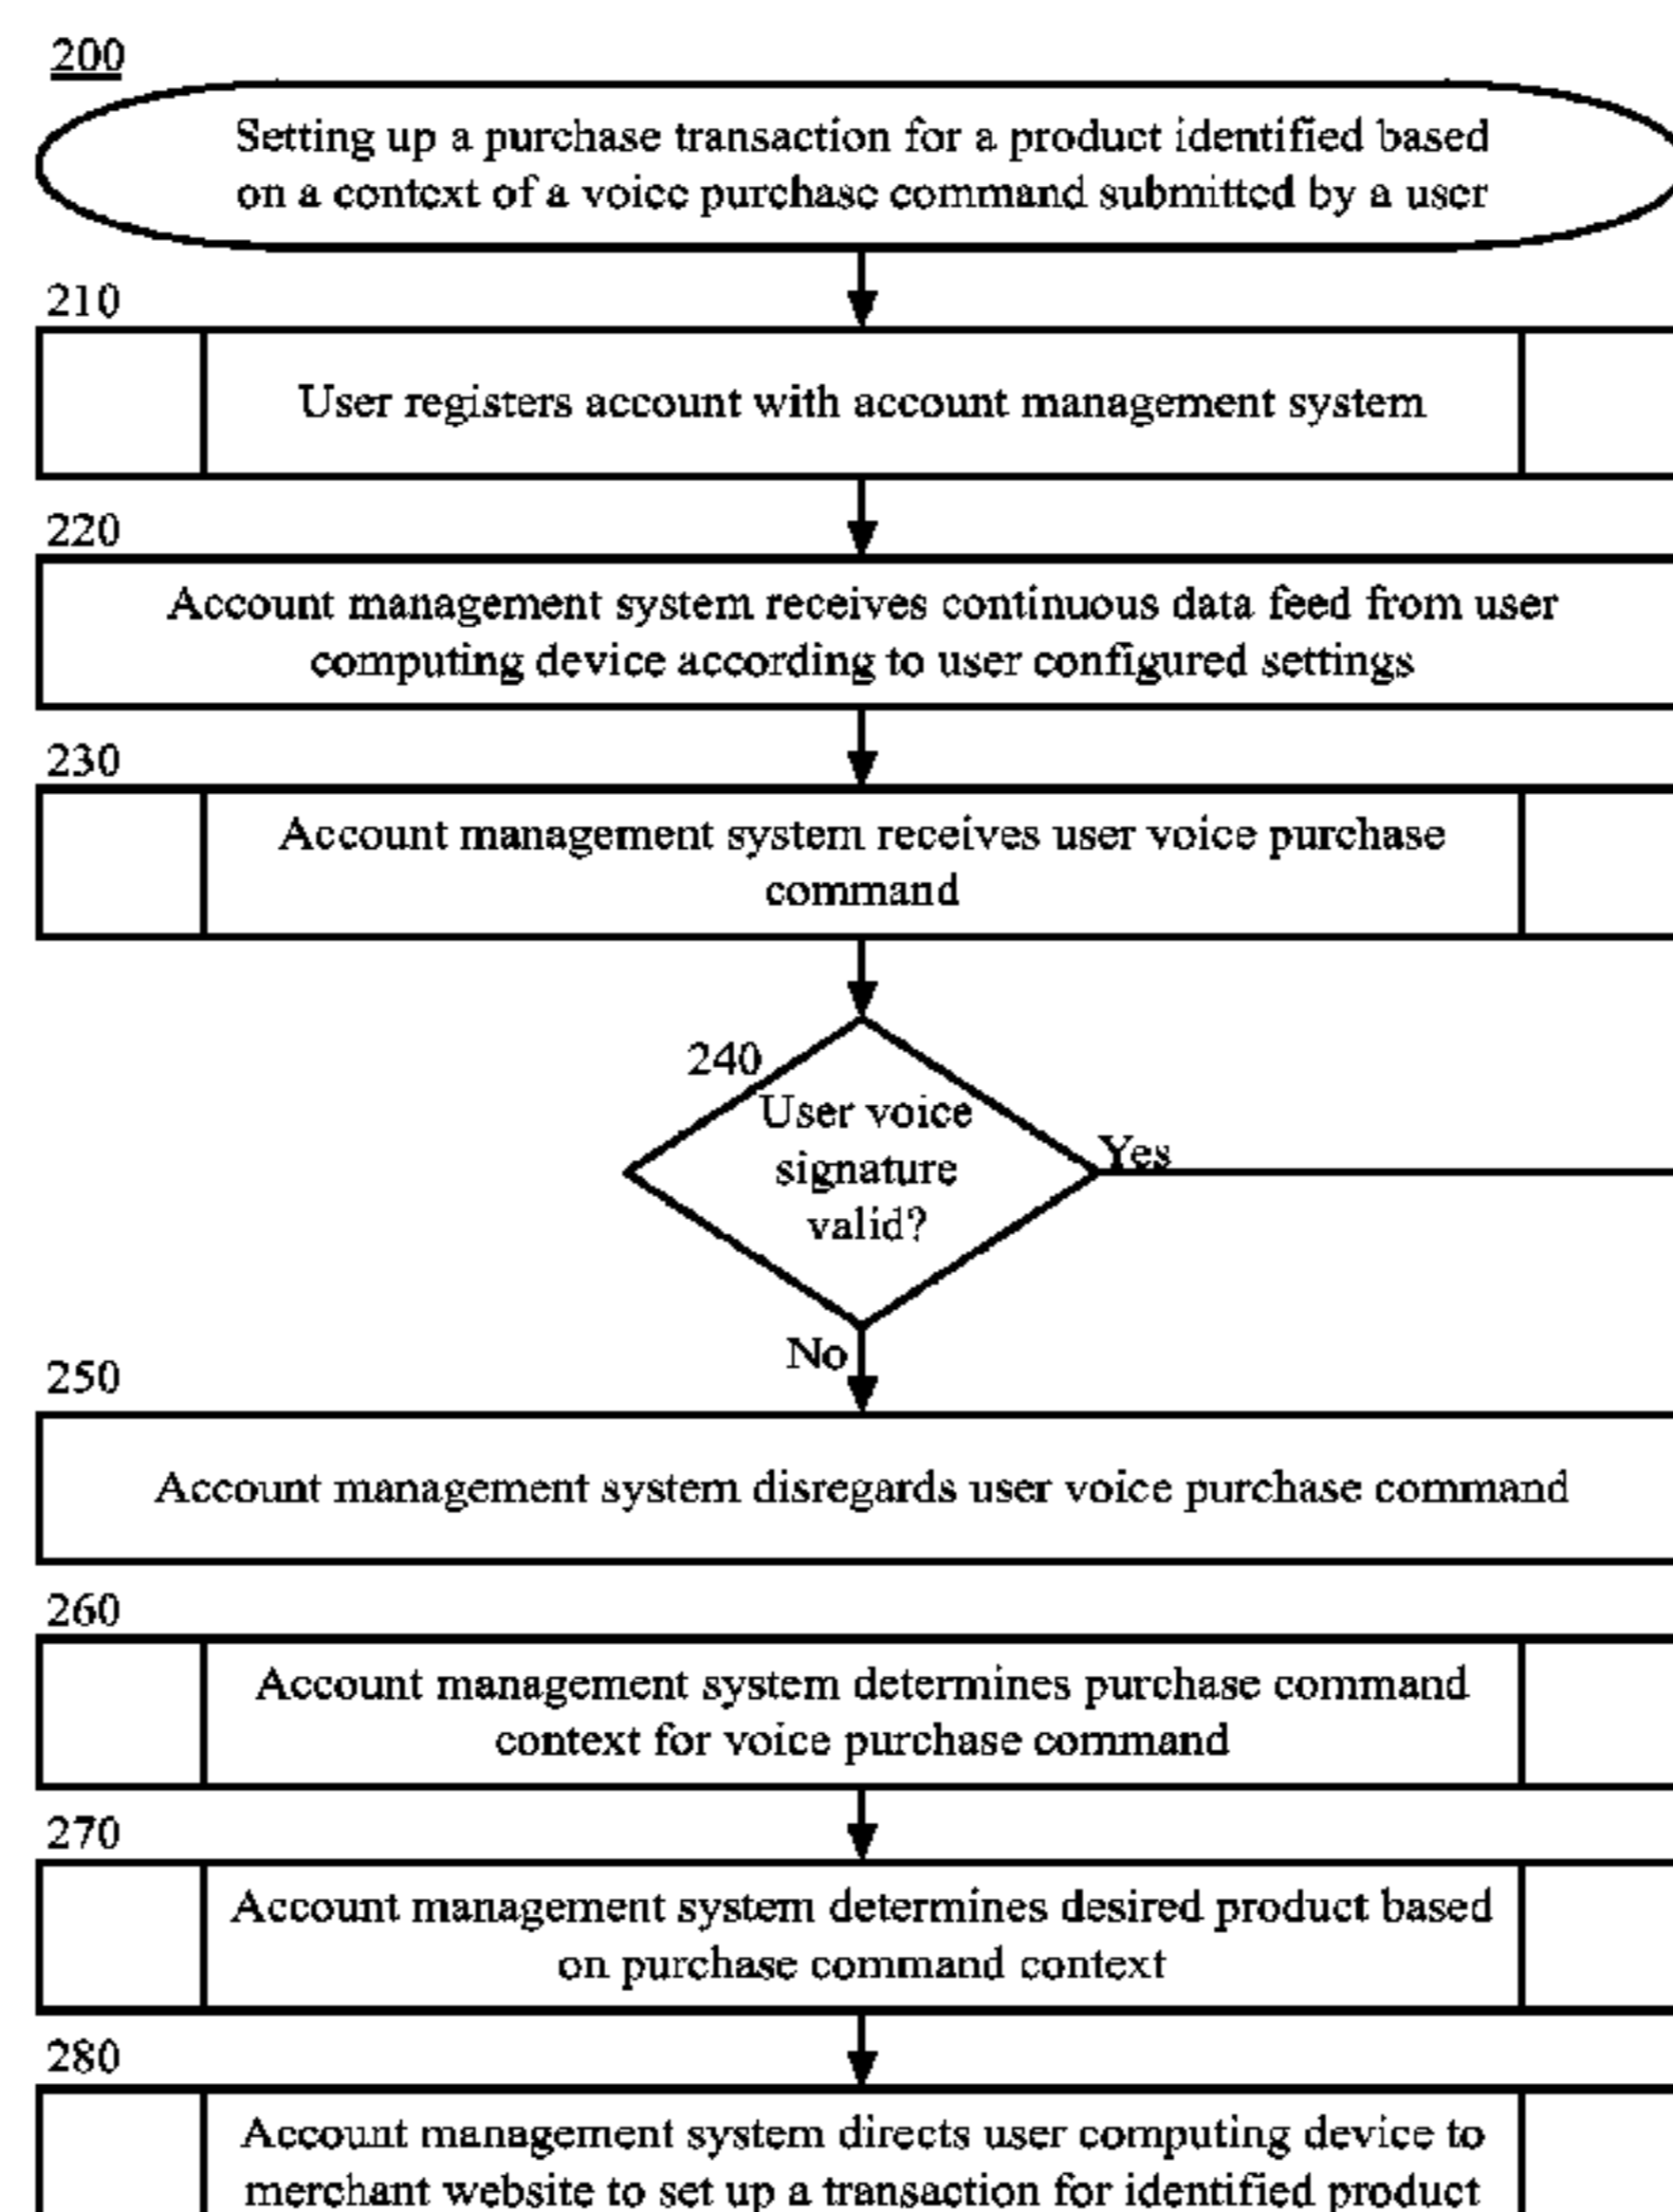 200
Setting up a purchase transaction for a product identified based
on a context of a voice purchase command submitted by a user
210
User registers account with account management system
220
Account management system receives continuous data feed from user
computing device according to user configured settings
230
Account management system receives user voice purchase
command
240
User voice
signature
valid?
Yes
No
250
Account management system disregards user voice purchase command
260
Account management system determines purchase command
context for voice purchase command
270
Account management system determines desired product based
on purchase command context
280
Account management system directs user computing device to
merchant website to set up a transaction for identified product